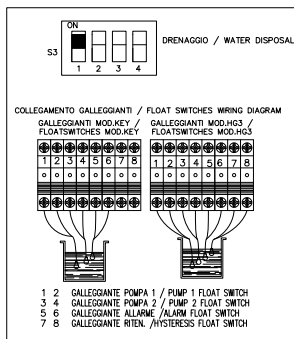 ON
S3
DRENAGGIO / WATER DISPOSAL
1 2 3 4
COLLEGAMENTO GALLEGGIANTI / FLOAT SWITCHES WIRING DIAGRAM
GALLEGGIANTI MOD.KEY /
FLOATSWITCHES MOD.KEY
GALLEGGIANTI MOD.HG3 /
FLOATSWITCHES MOD.HG3
1 2 3 4 5 6 7 8
1 2 3 4 5 6 7 8
1 2 GALLEGGIANTE POMPA 1 / PUMP 1 FLOAT SWITCH
3 4 GALLEGGIANTE POMPA 2 / PUMP 2 FLOAT SWITCH
5 6 GALLEGGIANTE ALLARME /ALARM FLOAT SWITCH
7 8 GALLEGGIANTE RITEN. /HYSTERESIS FLOAT SWITCH